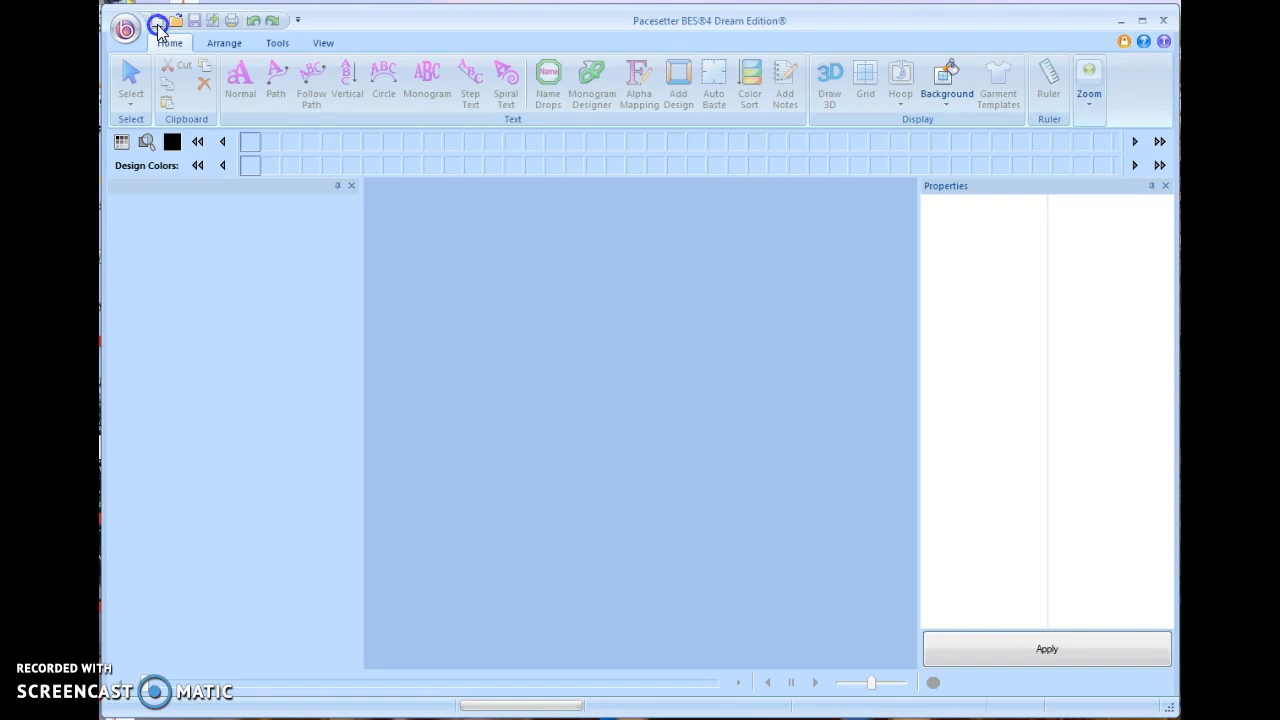 Pacesetter BES®4 Dream Edition®
Home Arrange Tools View
Select
Cut
Normal
Path
Follow Path
Vertical
Circle
Monogram
Step Text
Spiral Text
Name
Name Drops
Monogram Designer
Alpha Mapping
Add Design
Auto Baste
Color Sort
Add Notes
Draw 3D
Grid
Hoop
Background
Garment Templates
Ruler
Zoom
Select Clipboard Text Display Ruler
Design Colors:
Properties
Apply
RECORDED WITH
SCREENCAST MATIC